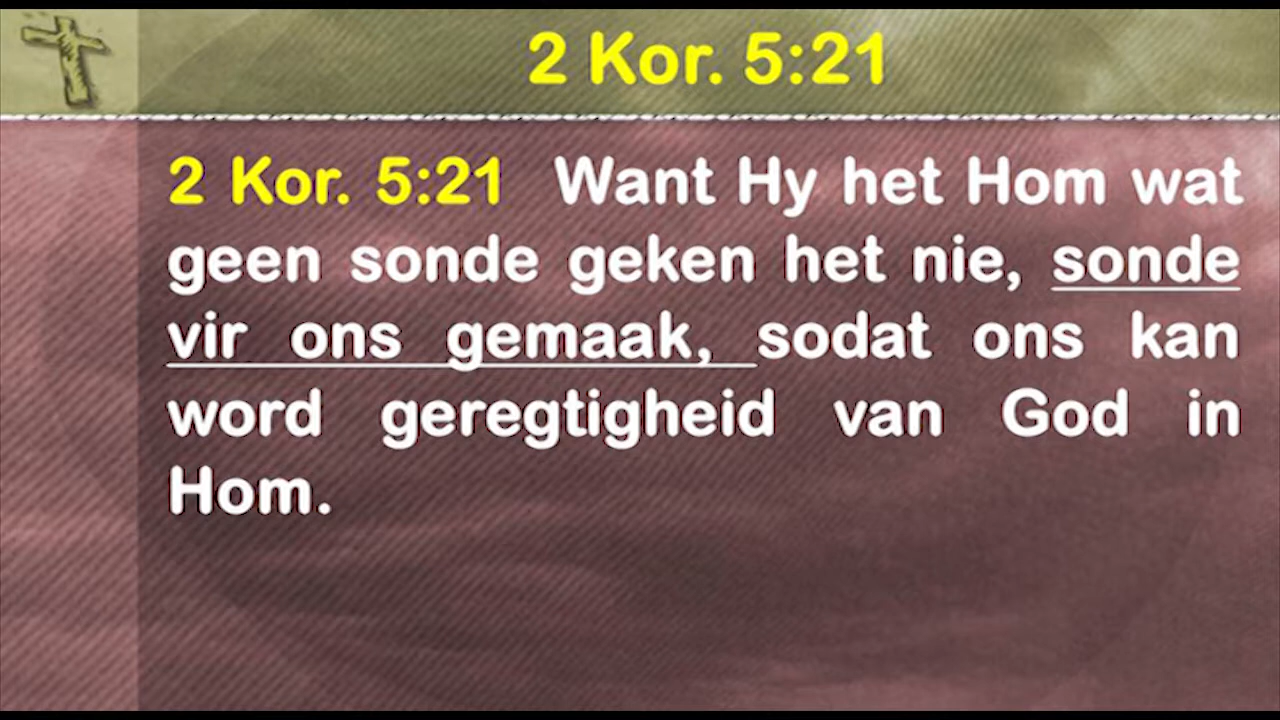 2 Kor. 5:21
2 Kor. 5:21 Want Hy het Hom wat
geen sonde geken het nie, sonde
vir ons gemaak, sodat ons kan
word geregtigheid van God in
Hom.